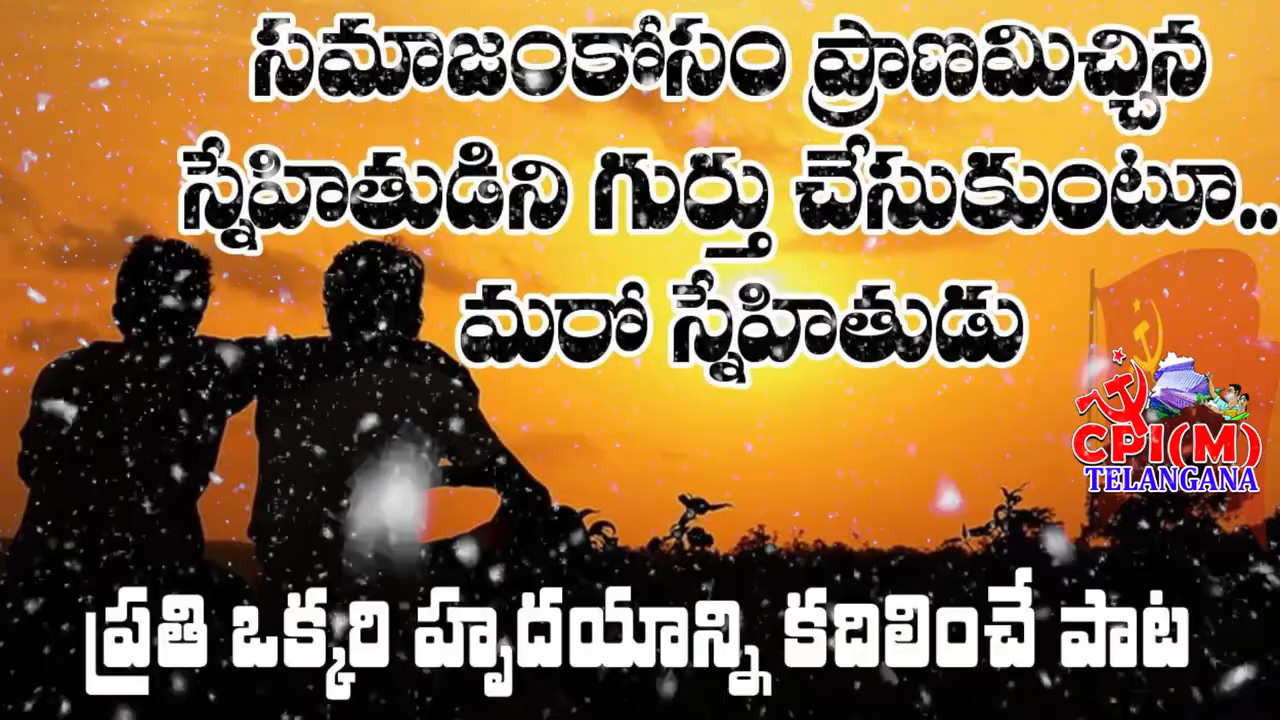 సమాజంకోసం ప్రాణమిచ్చిన
స్నేహితుడిని గుర్తు చేసుకుంటూ..
మరో స్నేహితుడు
CPI(M)
TELANGANA
ప్రతి ఒక్కరి హృదయాన్ని కదిలించే పాట